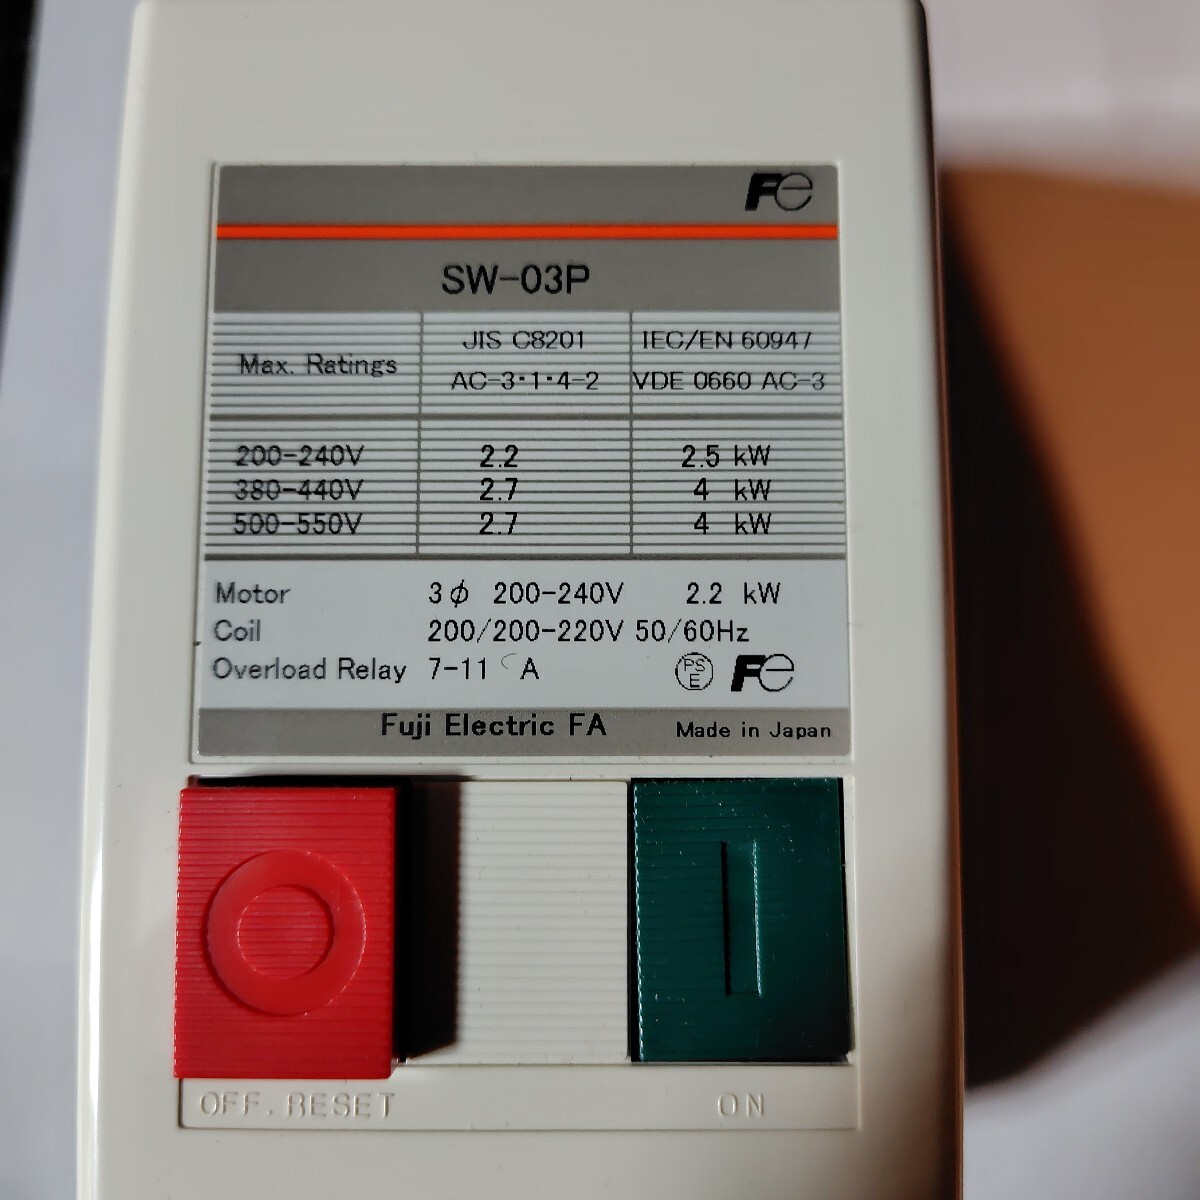 Fe
SW-03P
Max. Ratings
JIS C8201
AC-3・1・4-2
IEC/EN 60947
VDE 0660 AC-3
200-240V 2.2 2.5 kW
380-440V 2.7 4 kW
500-550V 2.7 4 kW
Motor 3φ 200-240V 2.2 kW
Coil 200/200-220V 50/60Hz
Overload Relay 7-11 A PS E Fe
Fuji Electric FA Made in Japan
OFF. RESET ON